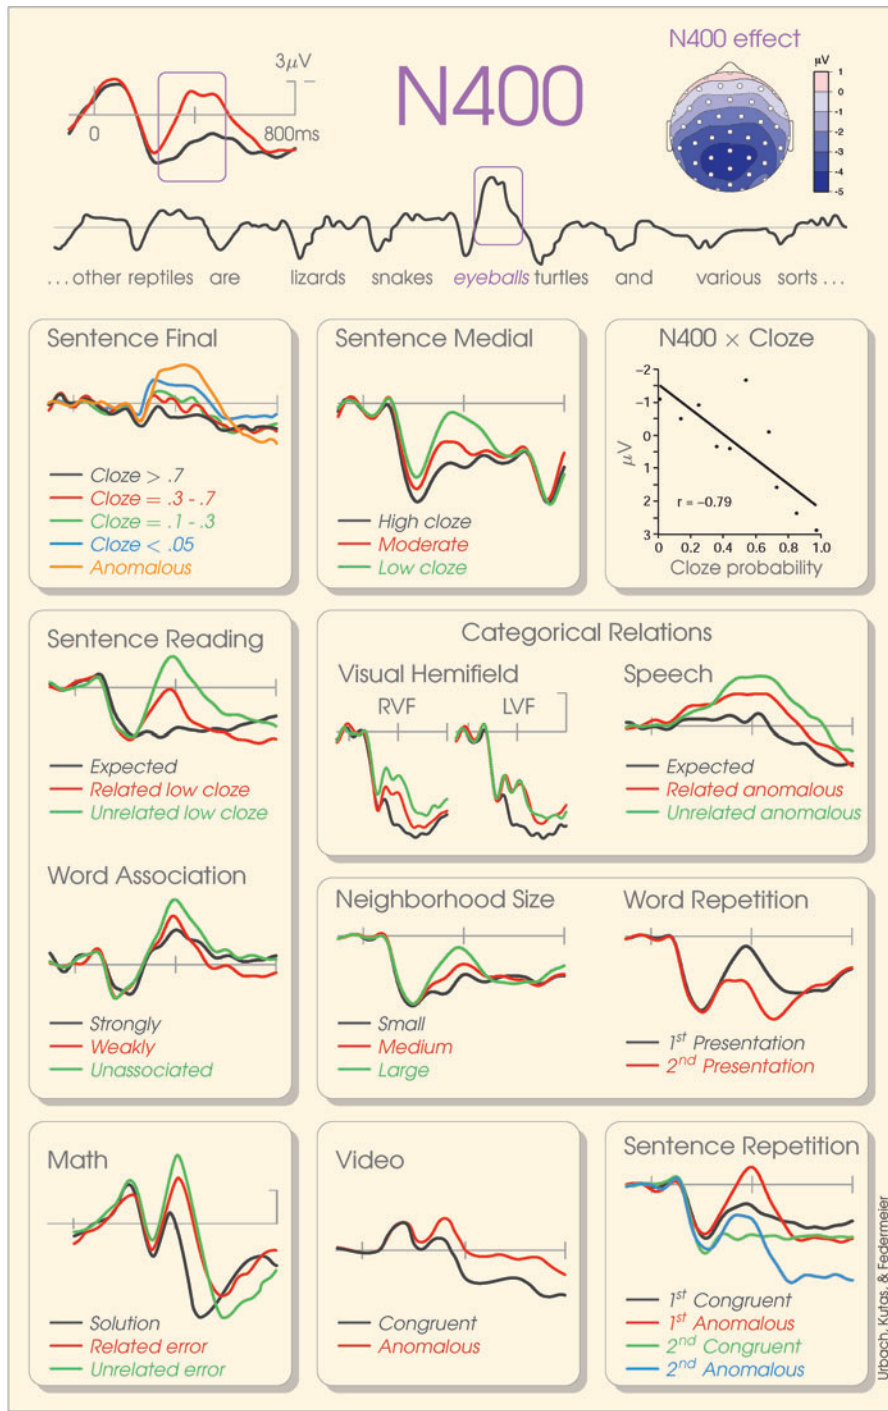 N400
3µV
0
800ms
N400 effect
µV
1
0
-1
-2
-3
-4
-5
... other reptiles are lizards snakes eyeballs turtles and various sorts ...
Sentence Final
Cloze > .7
Cloze = .3 - .7
Cloze = .1 - .3
Cloze < .05
Anomalous
Sentence Medial
High cloze
Moderate
Low cloze
N400 × Cloze
µV
−2
−1
0
1
2
3
r = −0.79
0 0.2 0.4 0.6 0.8 1.0
Cloze probability
Sentence Reading
Expected
Related low cloze
Unrelated low cloze
Word Association
Strongly
Weakly
Unassociated
Categorical Relations
Visual Hemifield
RVF
LVF
Speech
Expected
Related anomalous
Unrelated anomalous
Neighborhood Size
Small
Medium
Large
Word Repetition
1st Presentation
2nd Presentation
Math
Solution
Related error
Unrelated error
Video
Congruent
Anomalous
Sentence Repetition
1st Congruent
1st Anomalous
2nd Congruent
2nd Anomalous
Urbach, Kutas, & Federmeier